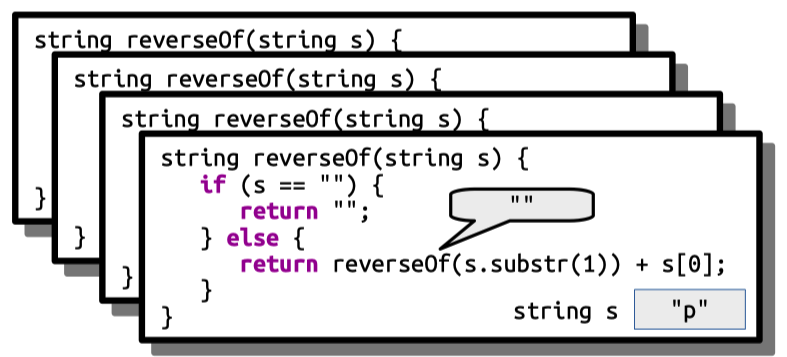 string reverseOf(string s) {
string reverseOf(string s) {
string reverseOf(string s) {
string reverseOf(string s) {
if (s == "") {
return "";
} else {
""
return reverseOf(s.substr(1)) + s[0];
}
}
string s "p"
}
}
}